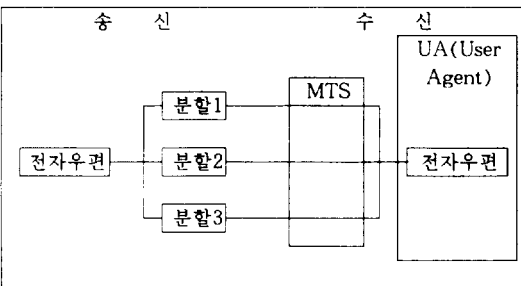 송 신 수 신
UA(User
Agent)
MTS
분할1
전자우편 분할2 전자우편
분할3